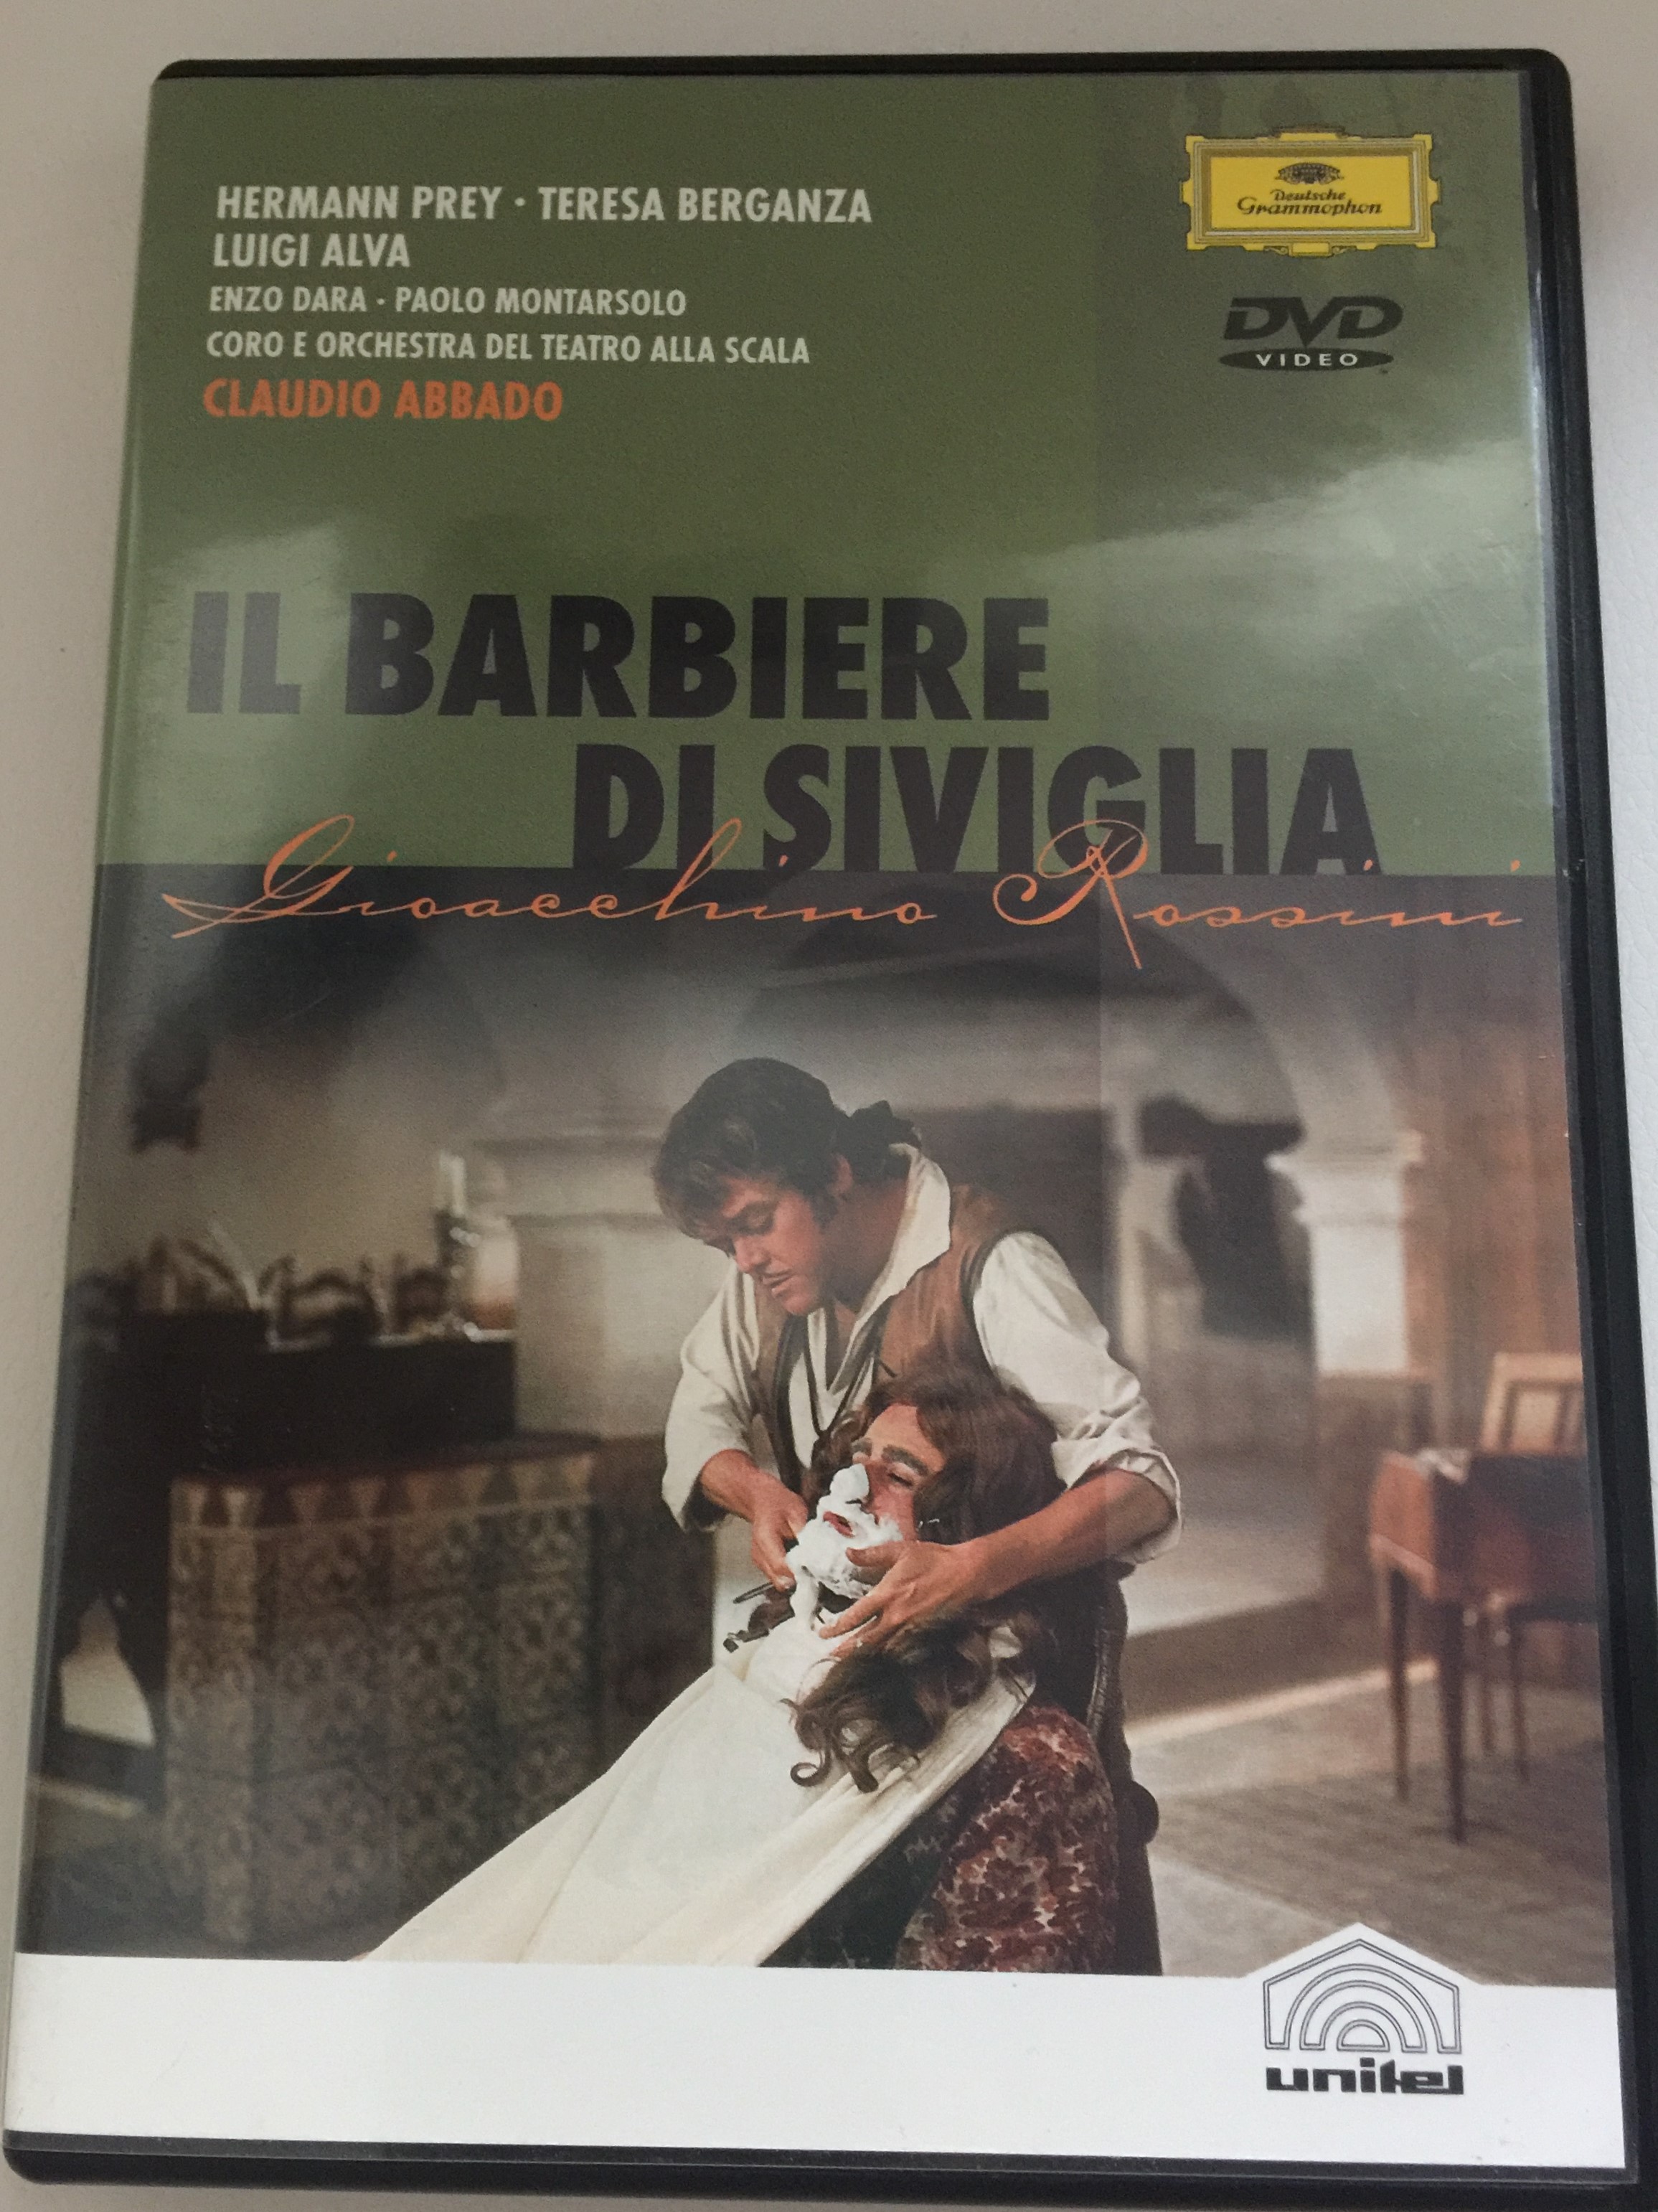 HERMANN PREY · TERESA BERGANZA
LUIGI ALVA
ENZO DARA · PAOLO MONTARSOLO
CORO E ORCHESTRA DEL TEATRO ALLA SCALA
CLAUDIO ABBADO
Deutsche
Grammophon
DVD
VIDEO
IL BARBIERE
DI SIVIGLIA
Gioacchino Rossini
unitel